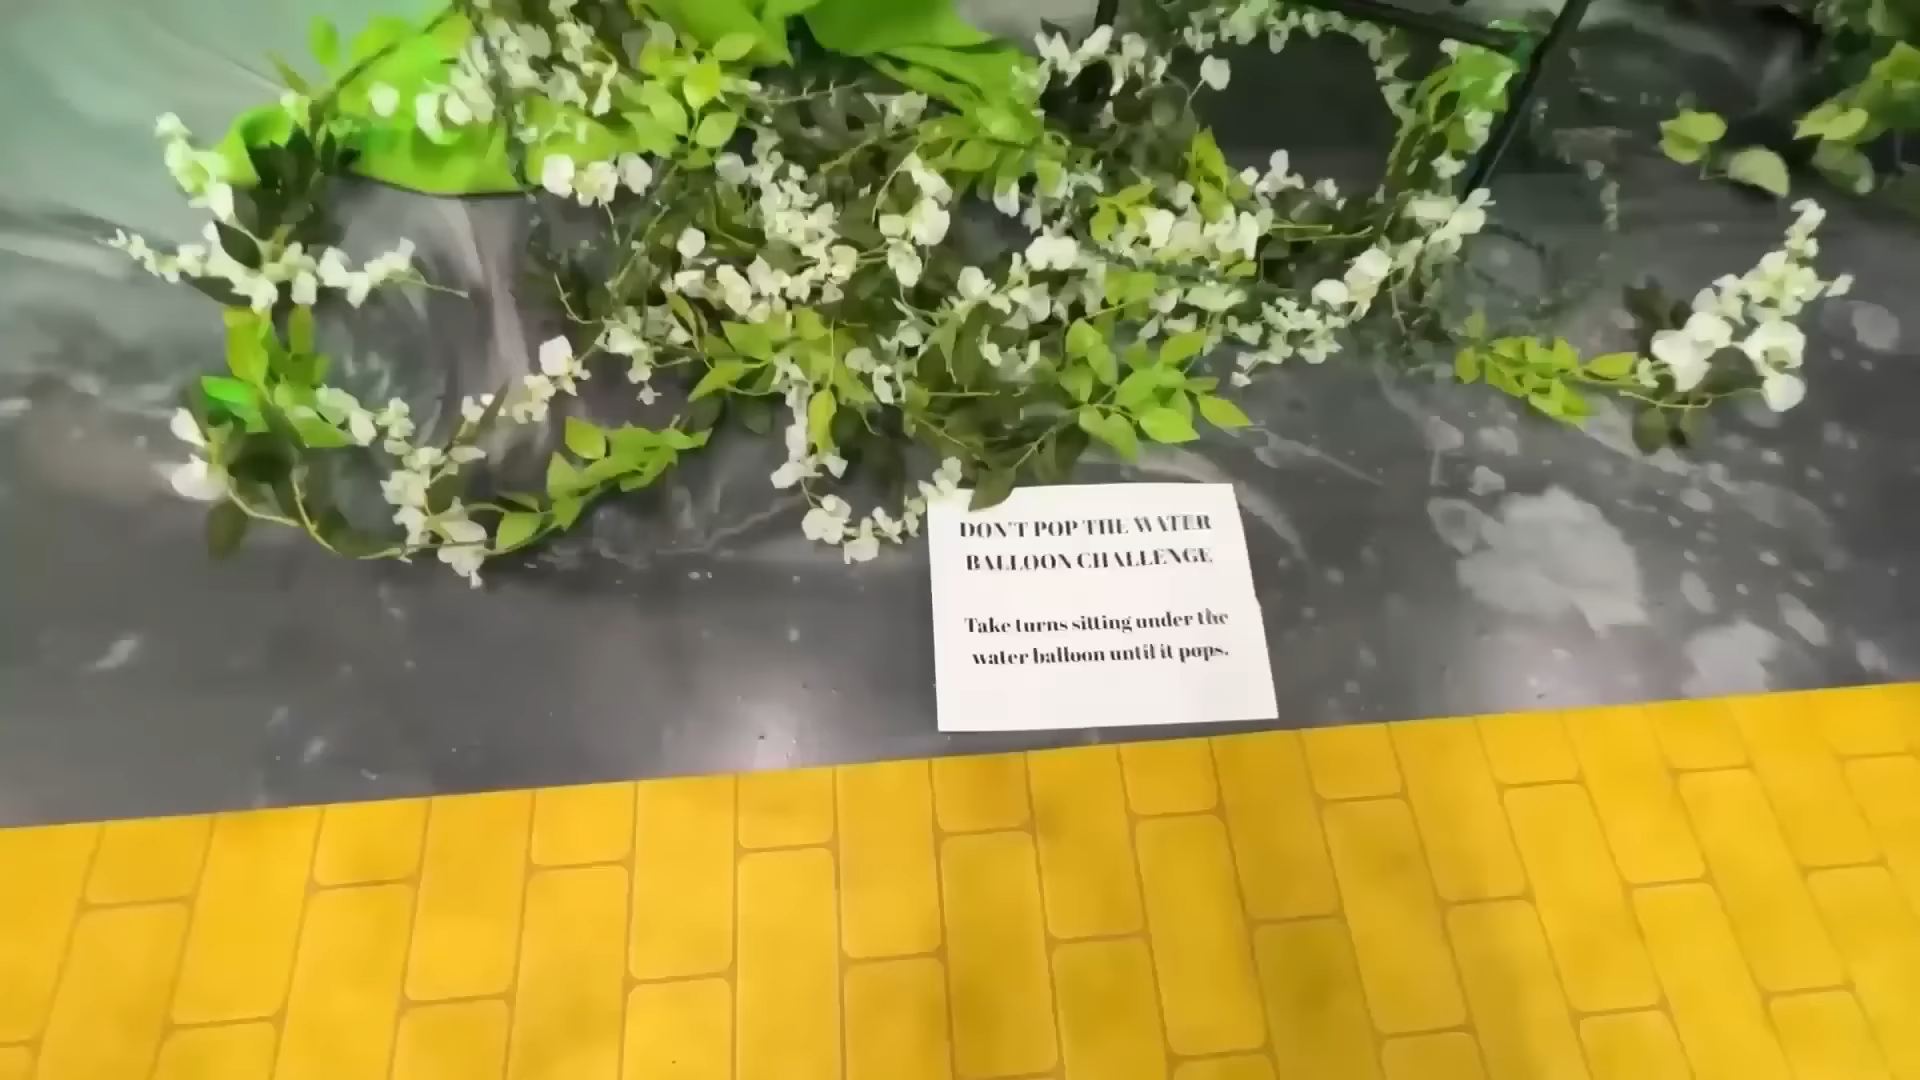 DON'T POP THE WATER
BALLOON CHALLENGE
Take turns sitting under the
water balloon until it pops.